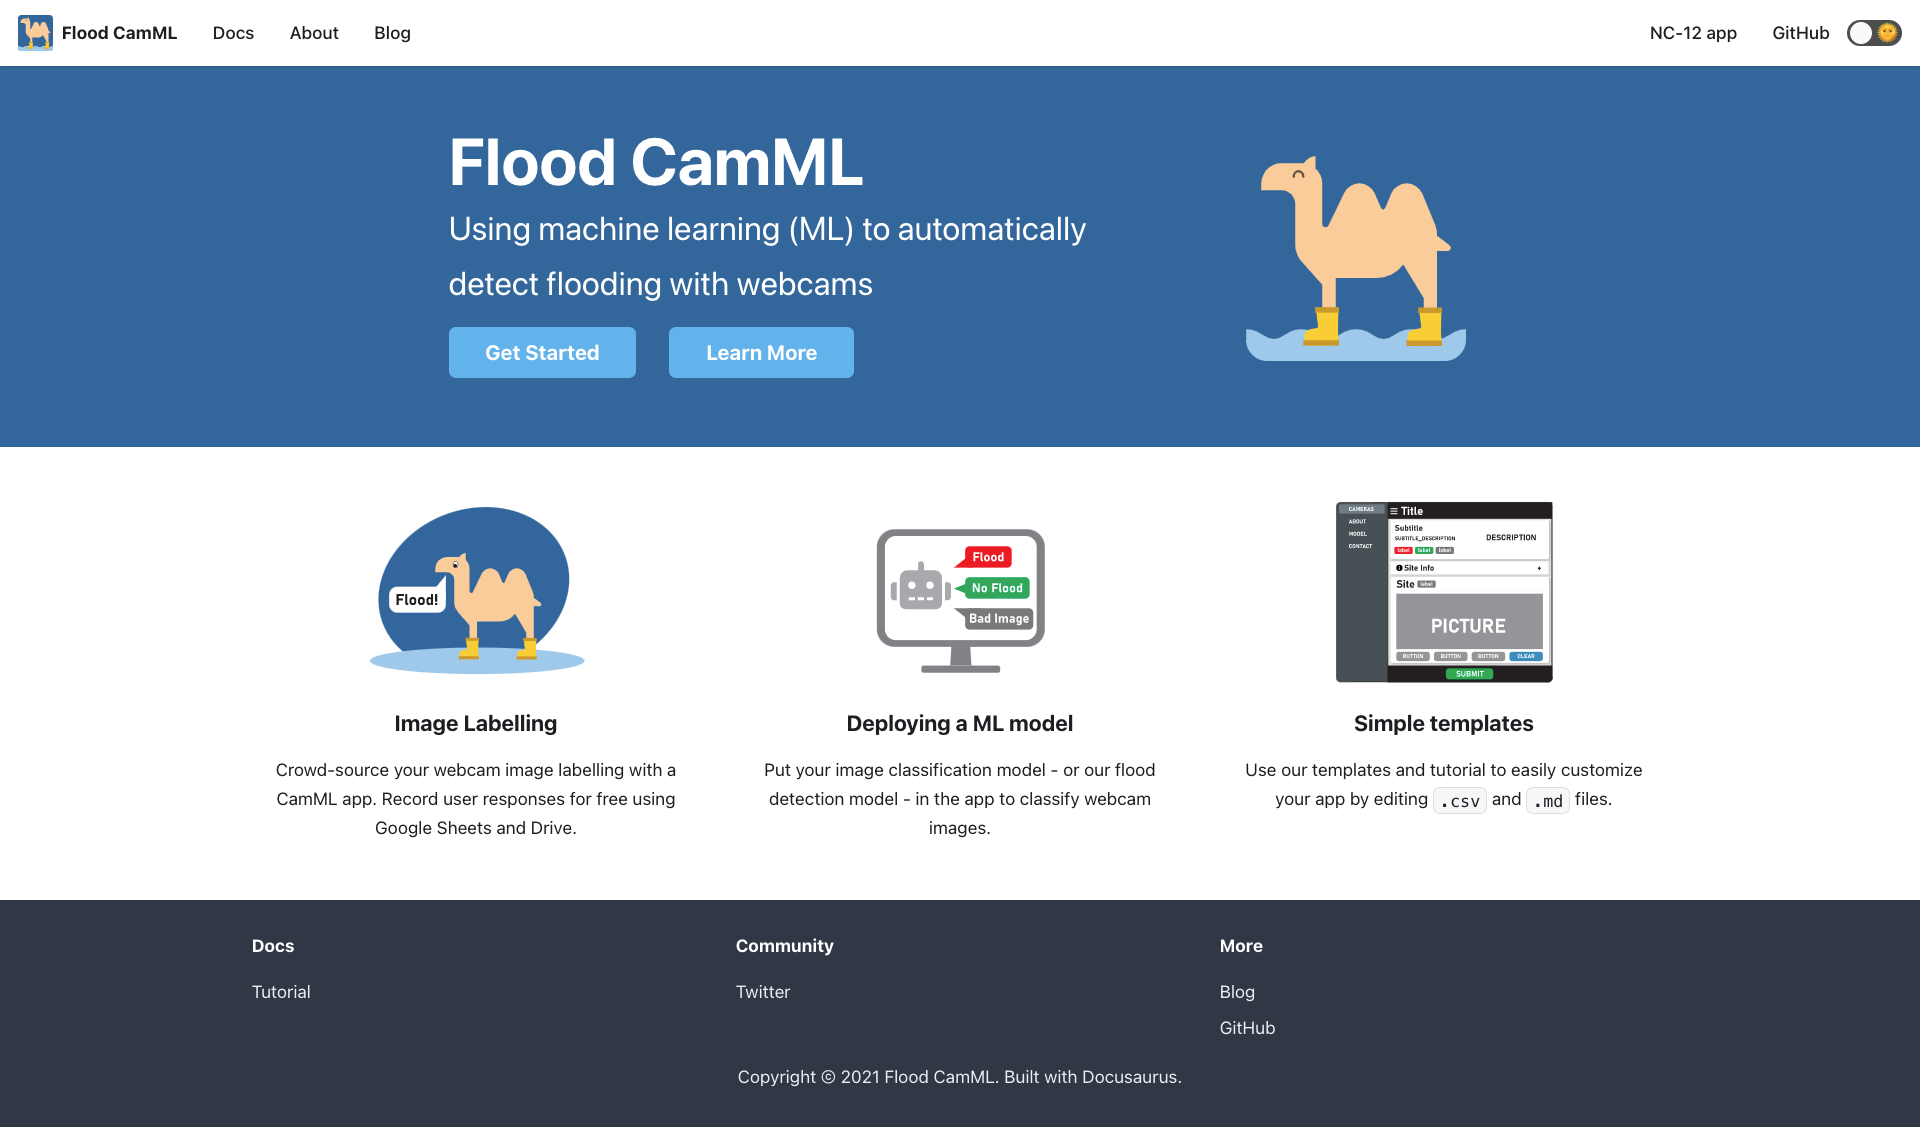 Flood CamML Docs About Blog NC-12 app GitHub
Flood CamML
Using machine learning (ML) to automatically
detect flooding with webcams
Get Started Learn More
Flood!
Flood
No Flood
Bad Image
CAMERAS
ABOUT
MODEL
CONTACT
Title
Subtitle
SUBTITLE_DESCRIPTION
DESCRIPTION
label label label
Site Info +
Site label
PICTURE
BUTTON BUTTON BUTTON CLEAR
SUBMIT
Image Labelling
Crowd-source your webcam image labelling with a
CamML app. Record user responses for free using
Google Sheets and Drive.
Deploying a ML model
Put your image classification model - or our flood
detection model - in the app to classify webcam
images.
Simple templates
Use our templates and tutorial to easily customize
your app by editing .csv and .md files.
Docs
Tutorial
Community
Twitter
More
Blog
GitHub
Copyright © 2021 Flood CamML. Built with Docusaurus.